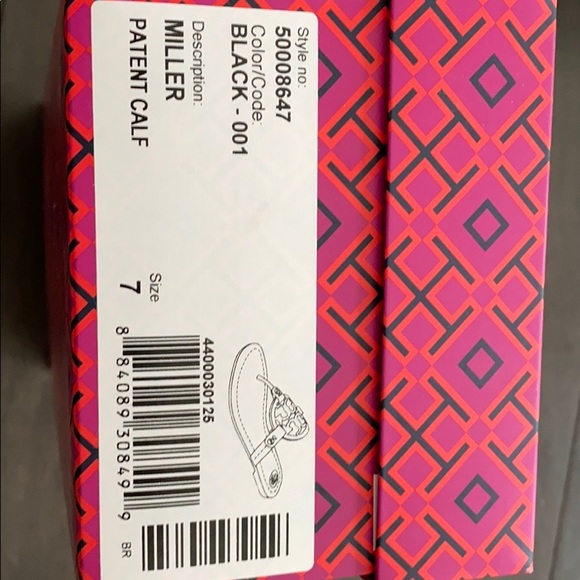 Style no:
50008647
Color/Code:
BLACK - 001
Description:
MILLER
PATENT CALF
Size
7
4400030125
8 84089 30849 9
BR